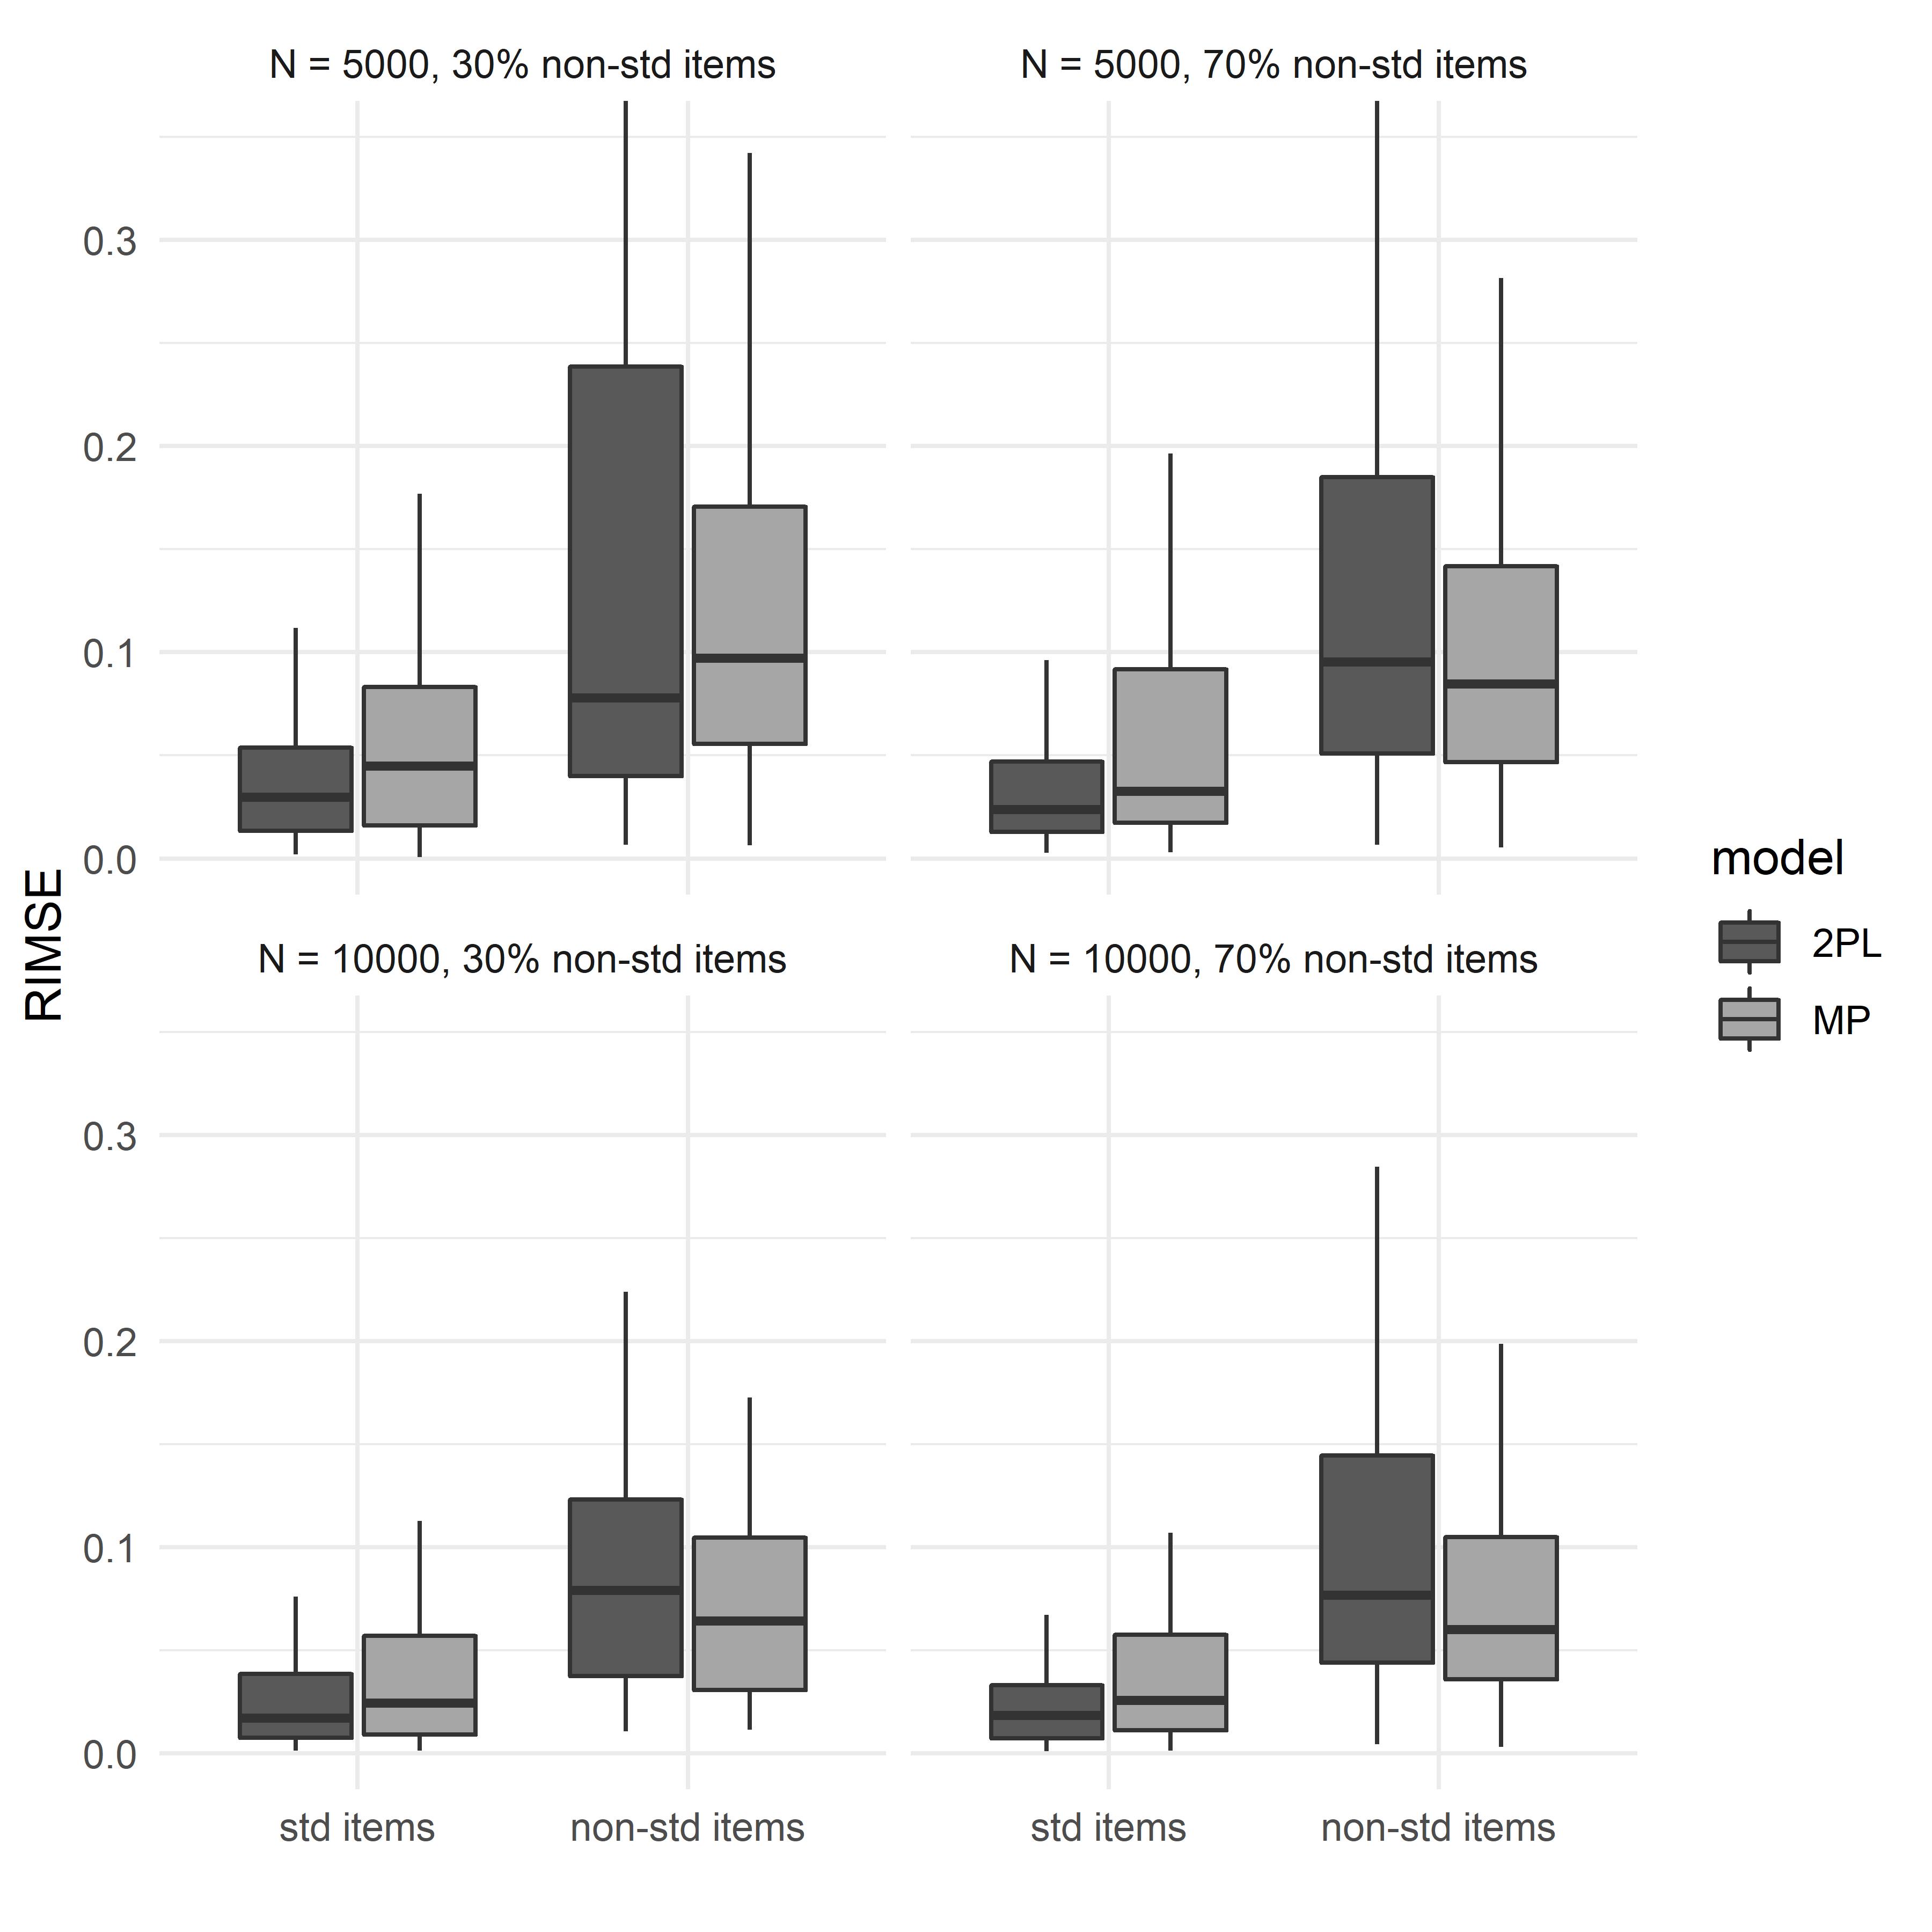 N = 5000, 30% non-std items
N = 5000, 70% non-std items
0.3
0.2
0.1
0.0
RIMSE
N = 10000, 30% non-std items
N = 10000, 70% non-std items
0.3
0.2
0.1
0.0
std items
non-std items
std items
non-std items
model
2PL
MP